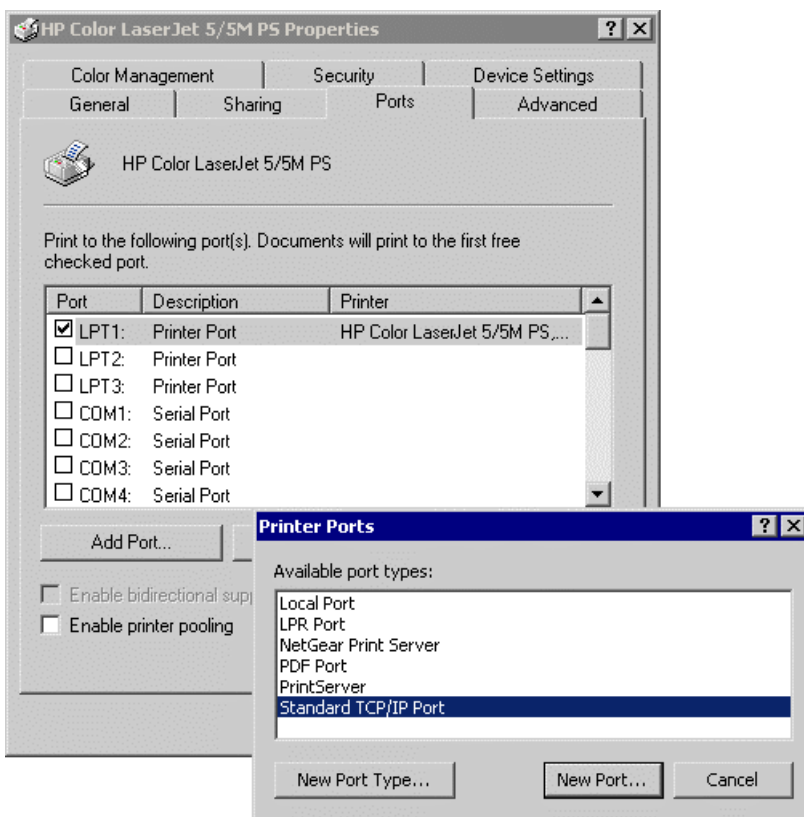 HP Color LaserJet 5/5M PS Properties
Color Management Security Device Settings
General Sharing Ports Advanced
HP Color LaserJet 5/5M PS
Print to the following port(s). Documents will print to the first free
checked port.
Port Description Printer
LPT1: Printer Port HP Color LaserJet 5/5M PS,...
LPT2: Printer Port
LPT3: Printer Port
COM1: Serial Port
COM2: Serial Port
COM3: Serial Port
COM4: Serial Port
Add Port...
Enable bidirectional sup
Enable printer pooling
Printer Ports
Available port types:
Local Port
LPR Port
NetGear Print Server
PDF Port
PrintServer
Standard TCP/IP Port
New Port Type... New Port... Cancel